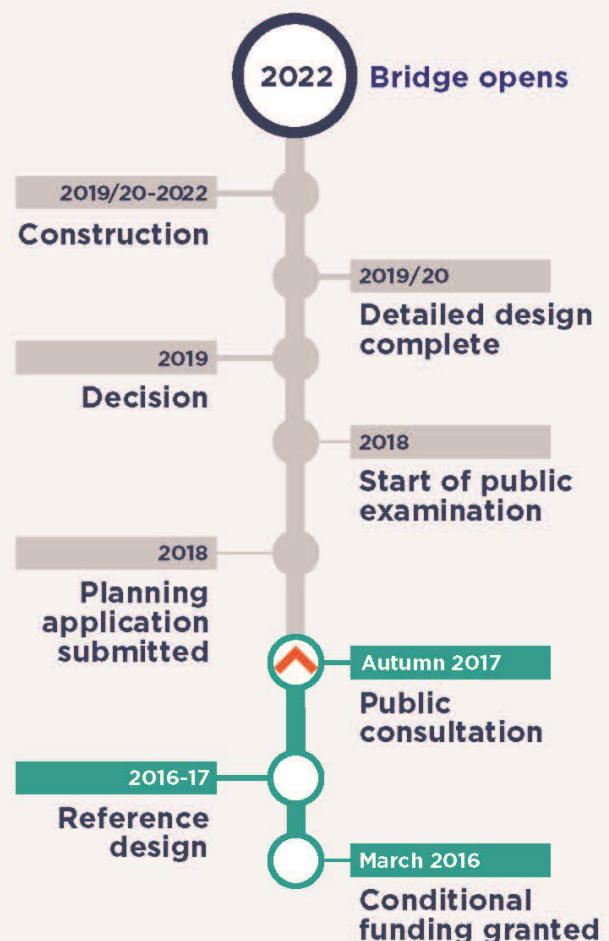 2022
Bridge opens
2019/20-2022
Construction
2019/20
Detailed design
complete
2019
Decision
2018
Start of public
examination
2018
Planning
application
submitted
Autumn 2017
Public
consultation
2016-17
Reference
design
March 2016
Conditional
funding granted